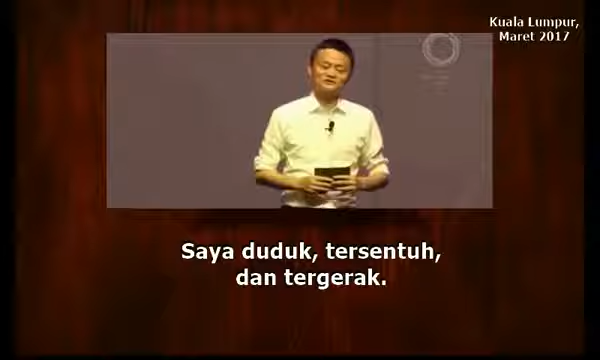 Kuala Lumpur,
Maret 2017
Saya duduk, tersentuh,
dan tergerak.